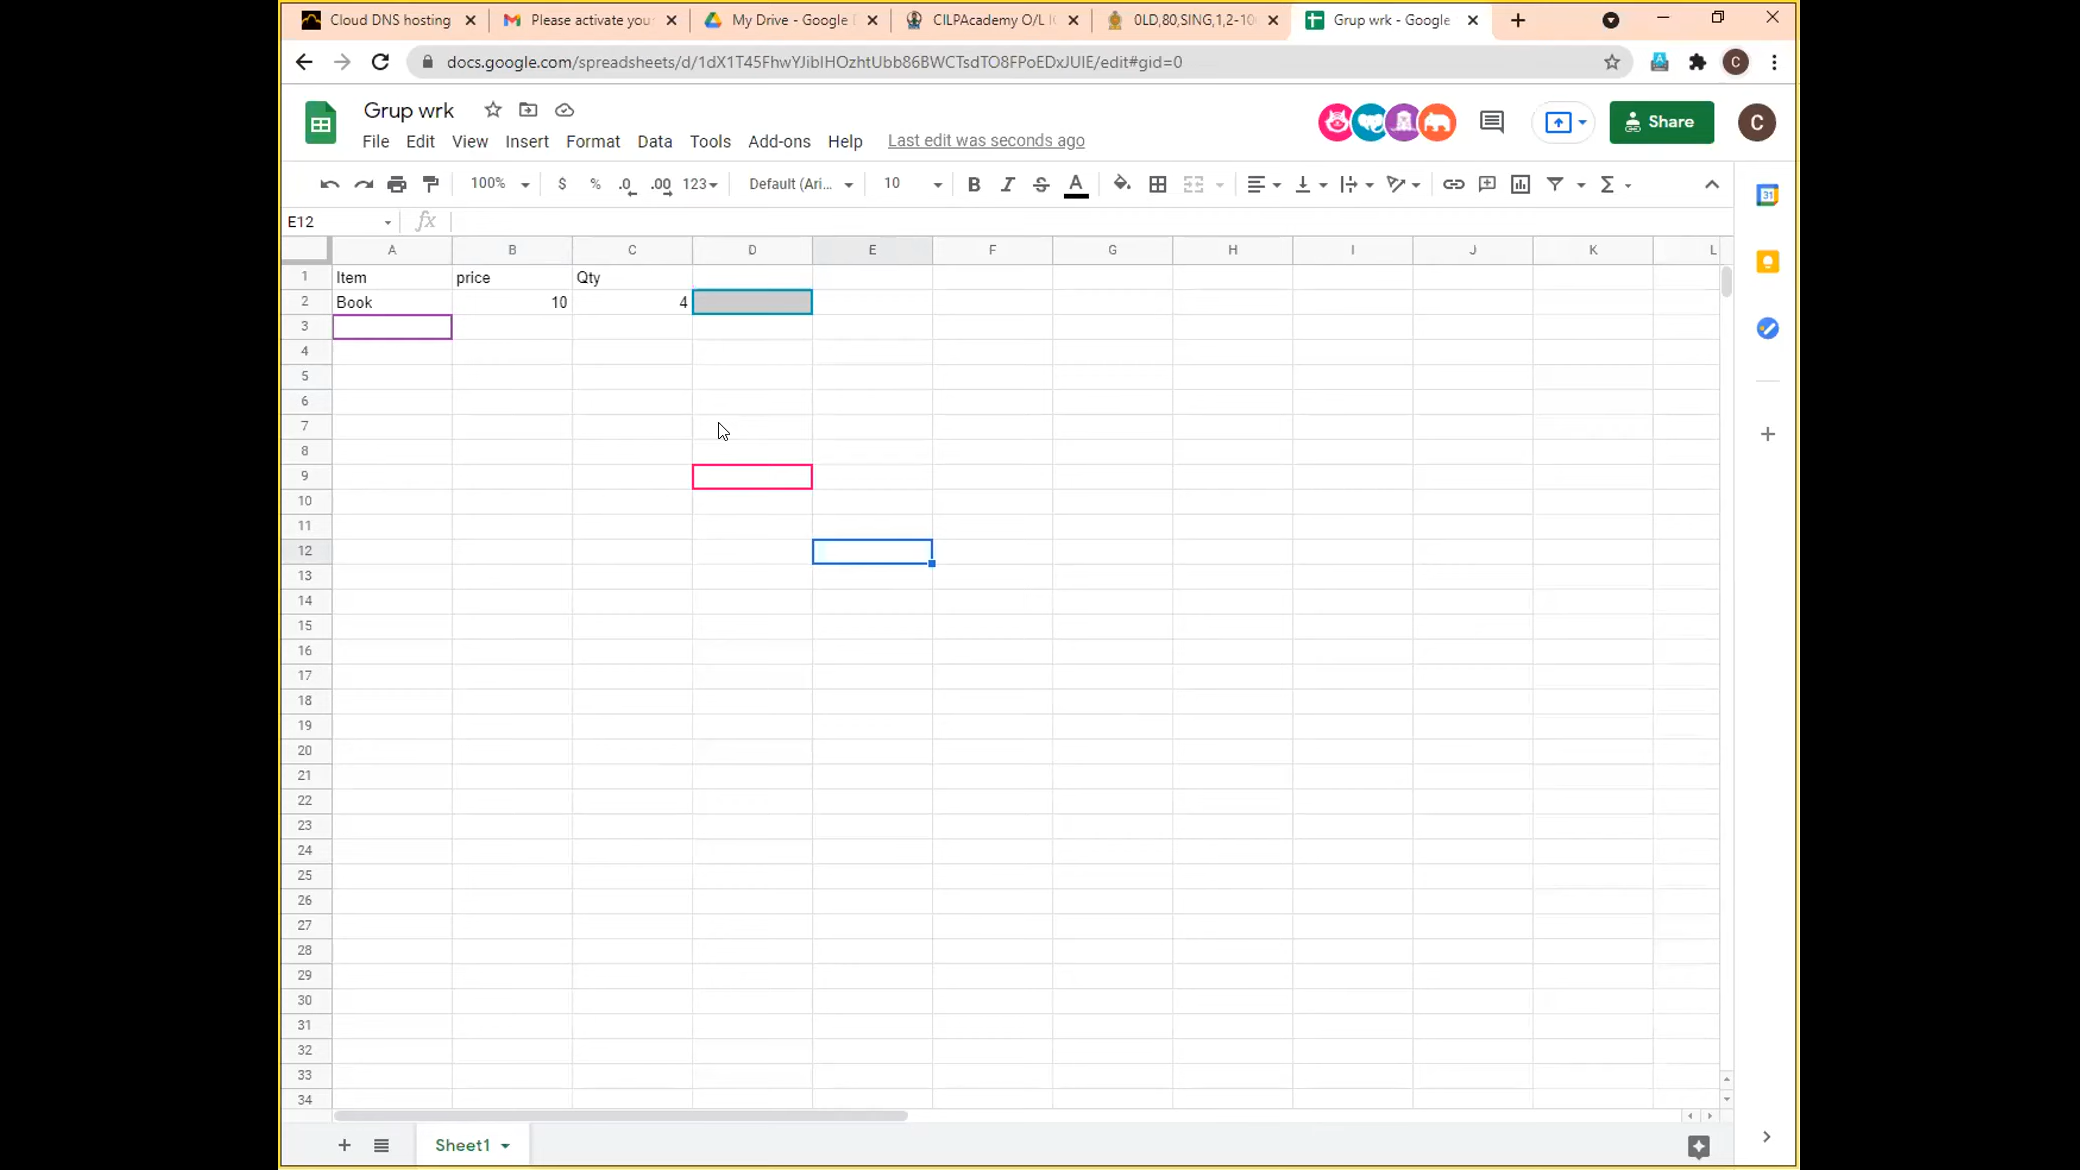 Cloud DNS hosting
Please activate you
My Drive - Google
CILPAcademy O/L I
0LD,80,SING,1,2-10
Grup wrk - Google
docs.google.com/spreadsheets/d/1dX1T45FhwYJiblHOzhtUbb86BWCTsdTO8FPoEDxJUIE/edit#gid=0
C
Grup wrk
Share
C
File Edit View Insert Format Data Tools Add-ons Help Last edit was seconds ago
100% $ % .0 .00 123 Default (Ari... 10 B I S A Σ
31
E12 fx
A B C D E F G H I J K L
1 Item price Qty
2 Book 10 4
3
4
5
6
7
8
9
10
11
12
13
14
15
16
17
18
19
20
21
22
23
24
25
26
27
28
29
30
31
32
33
34
Sheet1